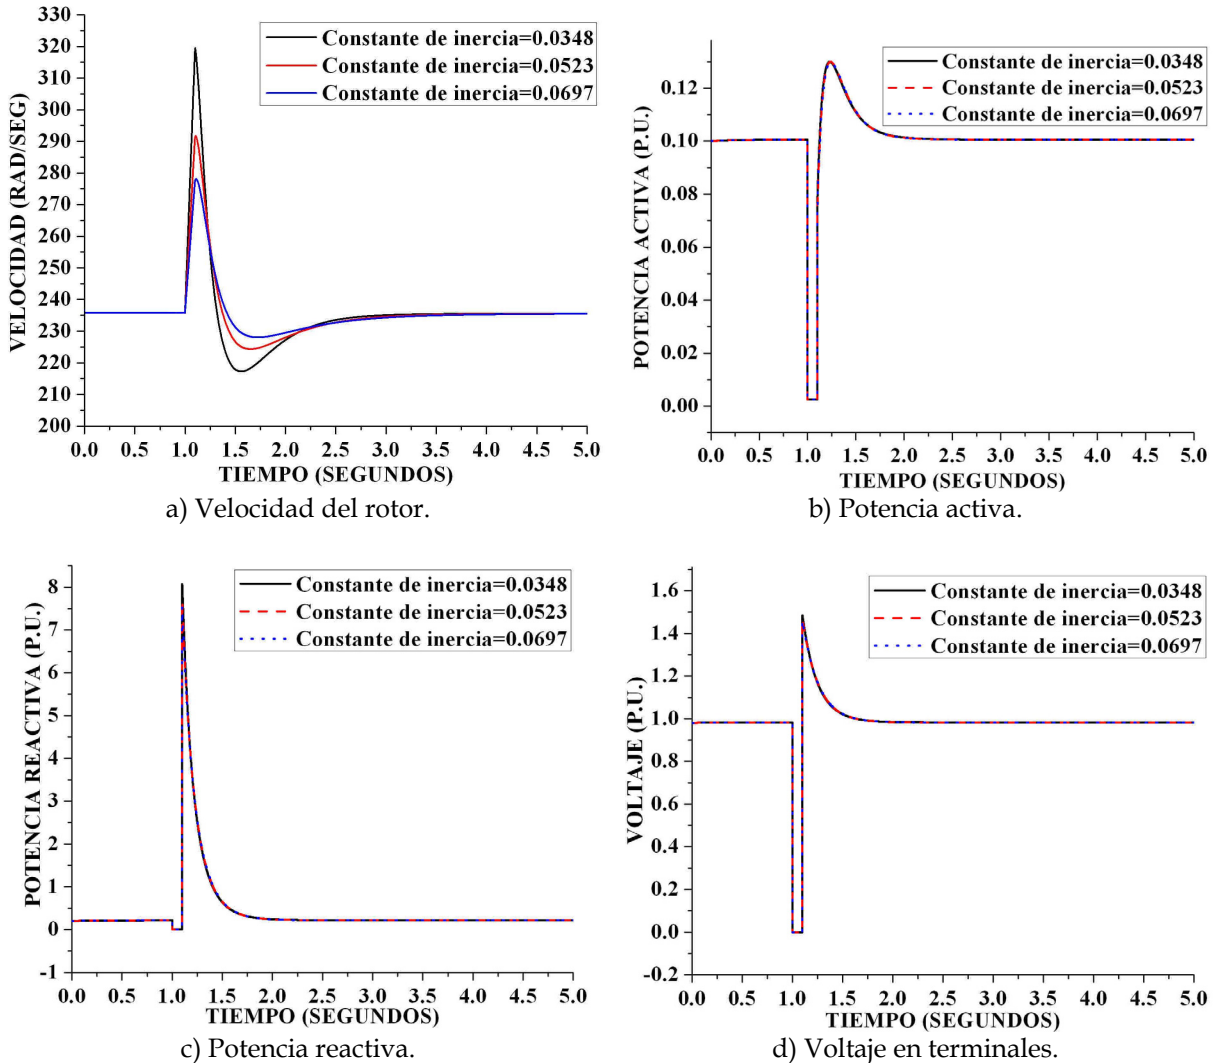 330
320
310
300
290
280
270
260
250
240
230
220
210
200
VELOCIDAD (RAD/SEG)
Constante de inercia=0.0348
Constante de inercia=0.0523
Constante de inercia=0.0697
0.0 0.5 1.0 1.5 2.0 2.5 3.0 3.5 4.0 4.5 5.0
TIEMPO (SEGUNDOS)
a) Velocidad del rotor.
0.12
0.10
0.08
0.06
0.04
0.02
0.00
POTENCIA ACTIVA (P.U.)
Constante de inercia=0.0348
Constante de inercia=0.0523
Constante de inercia=0.0697
0.0 0.5 1.0 1.5 2.0 2.5 3.0 3.5 4.0 4.5 5.0
TIEMPO (SEGUNDOS)
b) Potencia activa.
8
7
6
5
4
3
2
1
0
-1
POTENCIA REACTIVA (P.U.)
Constante de inercia=0.0348
Constante de inercia=0.0523
Constante de inercia=0.0697
0.0 0.5 1.0 1.5 2.0 2.5 3.0 3.5 4.0 4.5 5.0
TIEMPO (SEGUNDOS)
c) Potencia reactiva.
1.6
1.4
1.2
1.0
0.8
0.6
0.4
0.2
0.0
-0.2
VOLTAJE (P.U.)
Constante de inercia=0.0348
Constante de inercia=0.0523
Constante de inercia=0.0697
0.0 0.5 1.0 1.5 2.0 2.5 3.0 3.5 4.0 4.5 5.0
TIEMPO (SEGUNDOS)
d) Voltaje en terminales.